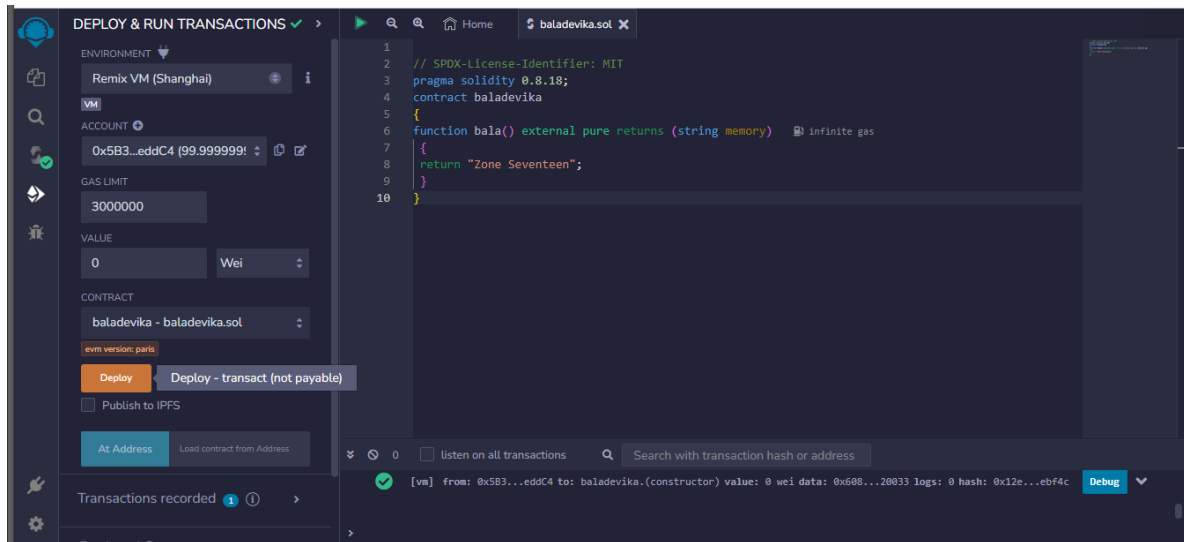 DEPLOY & RUN TRANSACTIONS
ENVIRONMENT
Remix VM (Shanghai)
VM
ACCOUNT
0x5B3...eddC4 (99.9999999
GAS LIMIT
3000000
VALUE
0 Wei
CONTRACT
baladevika - baladevika.sol
evm version: paris
Deploy
Deploy - transact (not payable)
Publish to IPFS
At Address Load contract from Address
Transactions recorded 1 i
Home baladevika.sol
1
2 // SPDX-License-Identifier: MIT
3 pragma solidity 0.8.18;
4 contract baladevika
5 {
6 function bala() external pure returns (string memory) infinite gas
7 {
8 return "Zone Seventeen";
9 }
10 }
0 listen on all transactions Search with transaction hash or address
[vm] from: 0x5B3...eddC4 to: baladevika.(constructor) value: 0 wei data: 0x608...20033 logs: 0 hash: 0x12e...ebf4c Debug
>